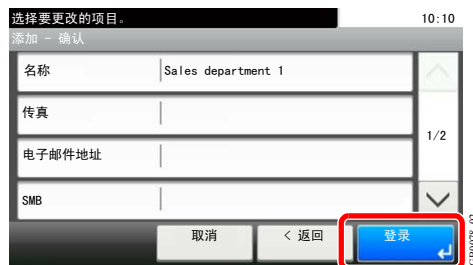 选择要更改的项目。 10:10
添加 - 确认
名称 Sales department 1
传真
1/2
电子邮件地址
SMB
取消 < 返回 登录